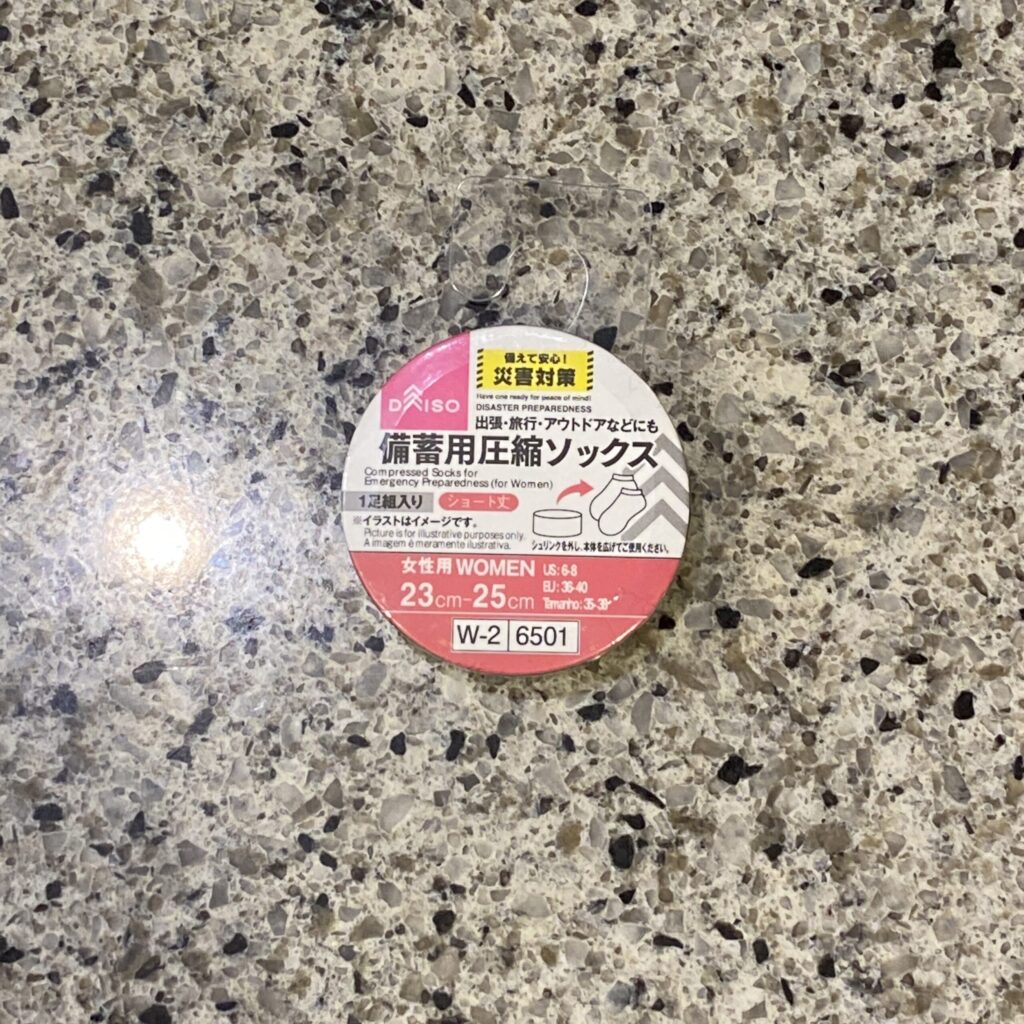 DAISO
備えて安心!
災害対策
Have one ready for peace of mind!
DISASTER PREPAREDNESS
出張・旅行・アウトドアなどにも
備蓄用圧縮ソックス
Compressed Socks for
Emergency Preparedness (for Women)
1足組入り ショート丈
※イラストはイメージです。
Picture is for illustrative purposes only.
A imagem é meramente ilustrativa.
シュリンクを外し、本体を広げてご使用ください。
女性用 WOMEN US: 6-8
EU: 36-40
23cm-25cm Tamanho: 35-39
W-2 6501